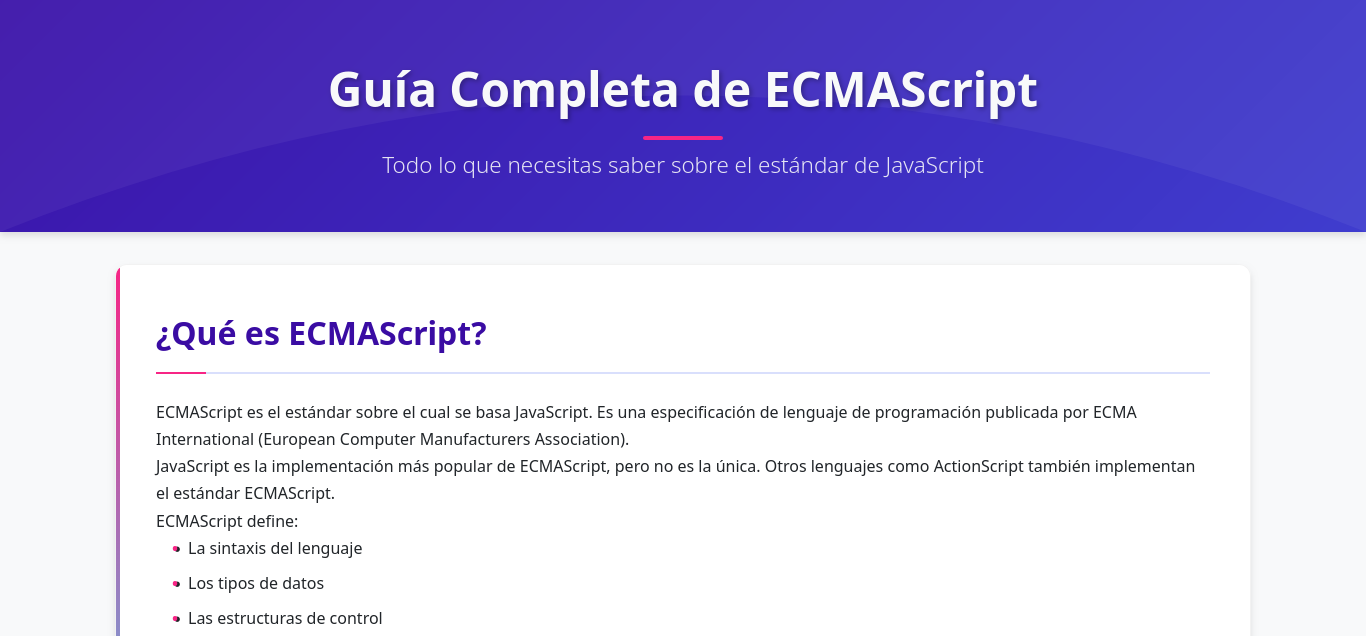 Guía Completa de ECMAScript
Todo lo que necesitas saber sobre el estándar de JavaScript
¿Qué es ECMAScript?
ECMAScript es el estándar sobre el cual se basa JavaScript. Es una especificación de lenguaje de programación publicada por ECMA
International (European Computer Manufacturers Association).
JavaScript es la implementación más popular de ECMAScript, pero no es la única. Otros lenguajes como ActionScript también implementan
el estándar ECMAScript.
ECMAScript define:
• La sintaxis del lenguaje
• Los tipos de datos
• Las estructuras de control